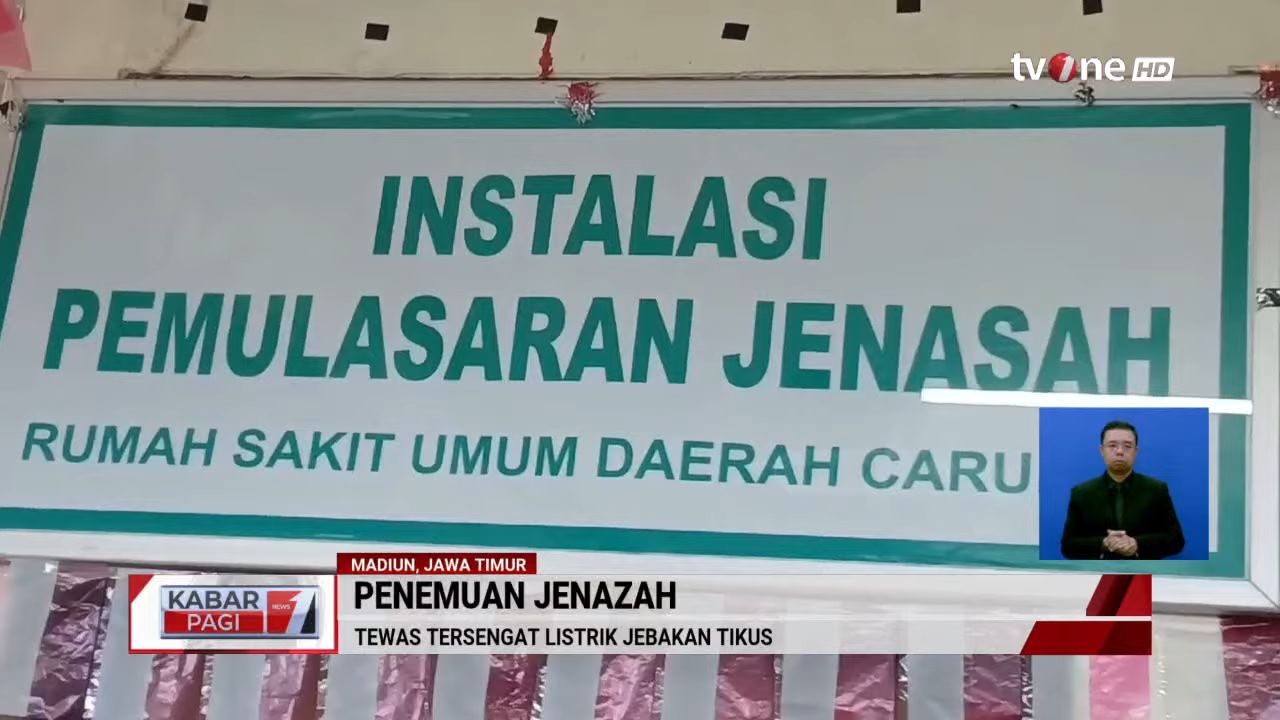 tvOne HD
INSTALASI
PEMULASARAN JENASAH
RUMAH SAKIT UMUM DAERAH CARU
MADIUN, JAWA TIMUR
KABAR
PAGI
NEWS 1
PENEMUAN JENAZAH
TEWAS TERSENGAT LISTRIK JEBAKAN TIKUS